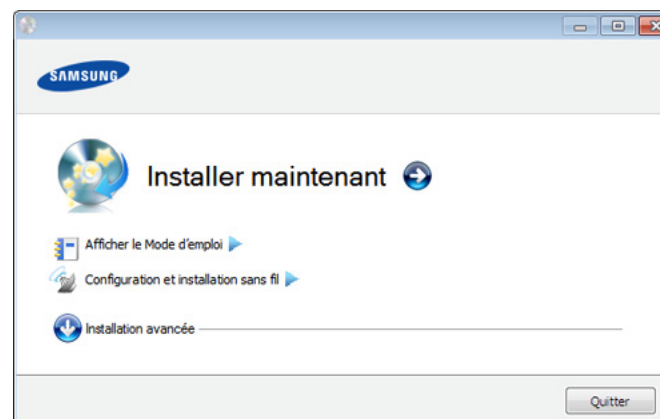 SAMSUNG
Installer maintenant
Afficher le Mode d'emploi
Configuration et installation sans fil
Installation avancée
Quitter